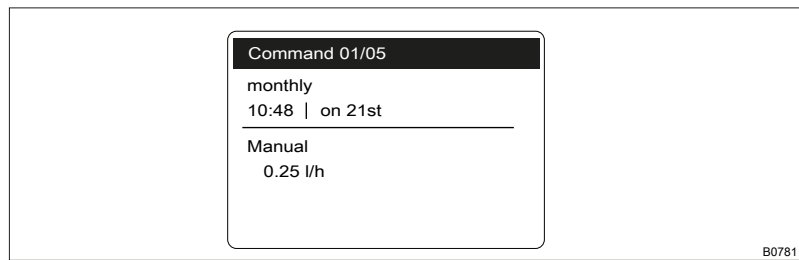 Command 01/05
monthly
10:48 | on 21st
Manual
0.25 l/h
B0781